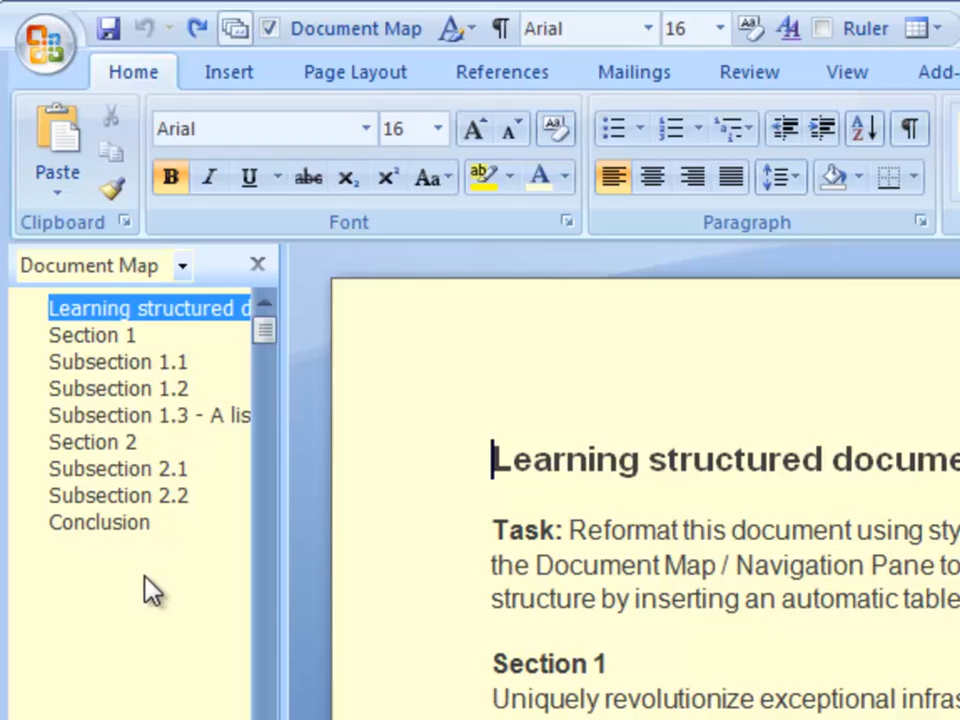 Document Map Arial 16 Ruler
Home Insert Page Layout References Mailings Review View Add-
Paste
Arial 16
B I U abc x₂ x² Aa ab A
Clipboard Font Paragraph
Document Map
Learning structured d
Section 1
Subsection 1.1
Subsection 1.2
Subsection 1.3 - A lis
Section 2
Subsection 2.1
Subsection 2.2
Conclusion
Learning structured docume
Task: Reformat this document using sty
the Document Map / Navigation Pane to
structure by inserting an automatic table
Section 1
Uniquely revolutionize exceptional infras